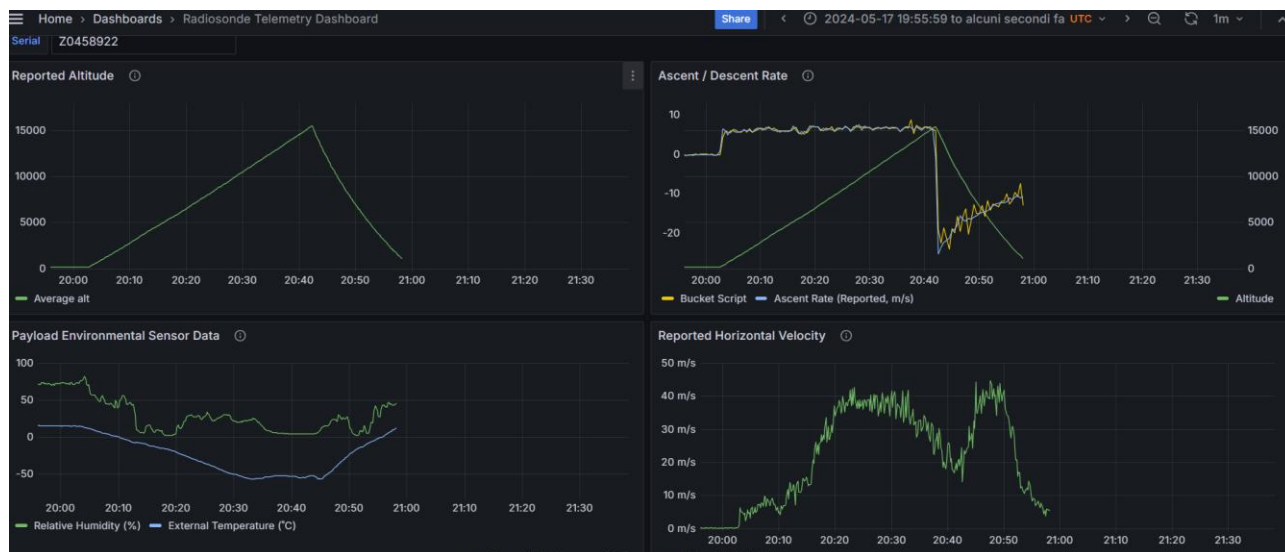 Home > Dashboards > Radiosonde Telemetry Dashboard Share < 2024-05-17 19:55:59 to alcuni secondi fa UTC > 1m
Serial Z0458922
Reported Altitude
15000
10000
5000
0
20:00 20:10 20:20 20:30 20:40 20:50 21:00 21:10 21:20 21:30
Average alt
Ascent / Descent Rate
10
0
-10
-20
15000
10000
5000
0
20:00 20:10 20:20 20:30 20:40 20:50 21:00 21:10 21:20 21:30
Bucket Script Ascent Rate (Reported, m/s) Altitude
Payload Environmental Sensor Data
100
50
0
-50
20:00 20:10 20:20 20:30 20:40 20:50 21:00 21:10 21:20 21:30
Relative Humidity (%) External Temperature (°C)
Reported Horizontal Velocity
50 m/s
40 m/s
30 m/s
20 m/s
10 m/s
0 m/s
20:00 20:10 20:20 20:30 20:40 20:50 21:00 21:10 21:20 21:30